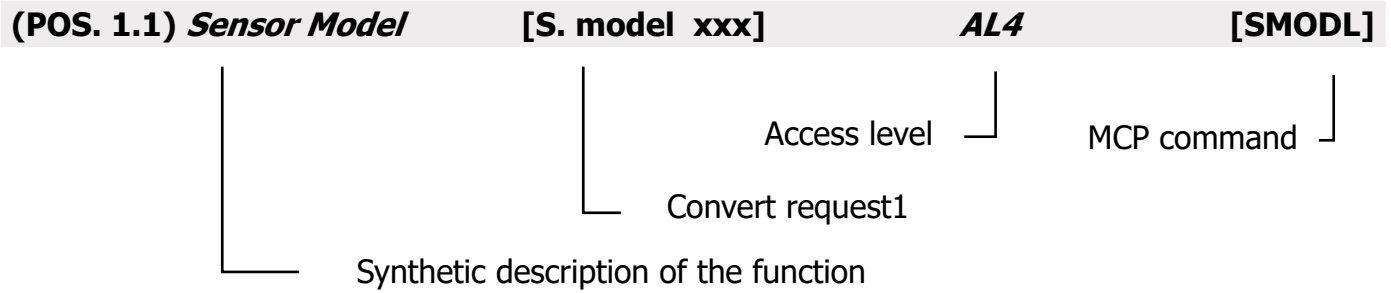 (POS. 1.1) Sensor Model [S. model xxx] AL4 [SMODL]
Access level MCP command
Convert request1
Synthetic description of the function